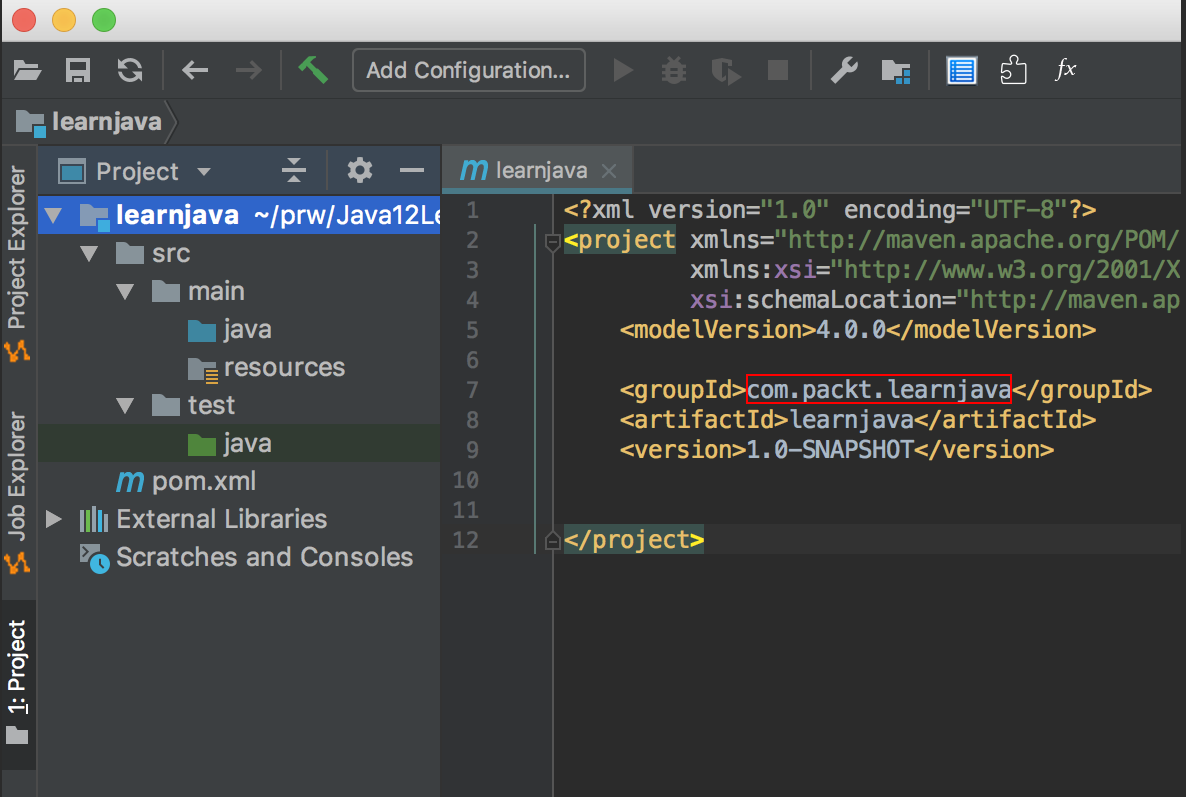 Add Configuration...
fx
learnjava
Project Explorer
Job Explorer
1: Project
Project
learnjava ~/prw/Java12Le
src
main
java
resources
test
java
pom.xml
External Libraries
Scratches and Consoles
m learnjava
1 <?xml version="1.0" encoding="UTF-8"?>
2 <project xmlns="http://maven.apache.org/POM/
3 xmlns:xsi="http://www.w3.org/2001/X
4 xsi:schemaLocation="http://maven.ap
5 <modelVersion>4.0.0</modelVersion>
6
7 <groupId>com.packt.learnjava</groupId>
8 <artifactId>learnjava</artifactId>
9 <version>1.0-SNAPSHOT</version>
10
11
12 </project>